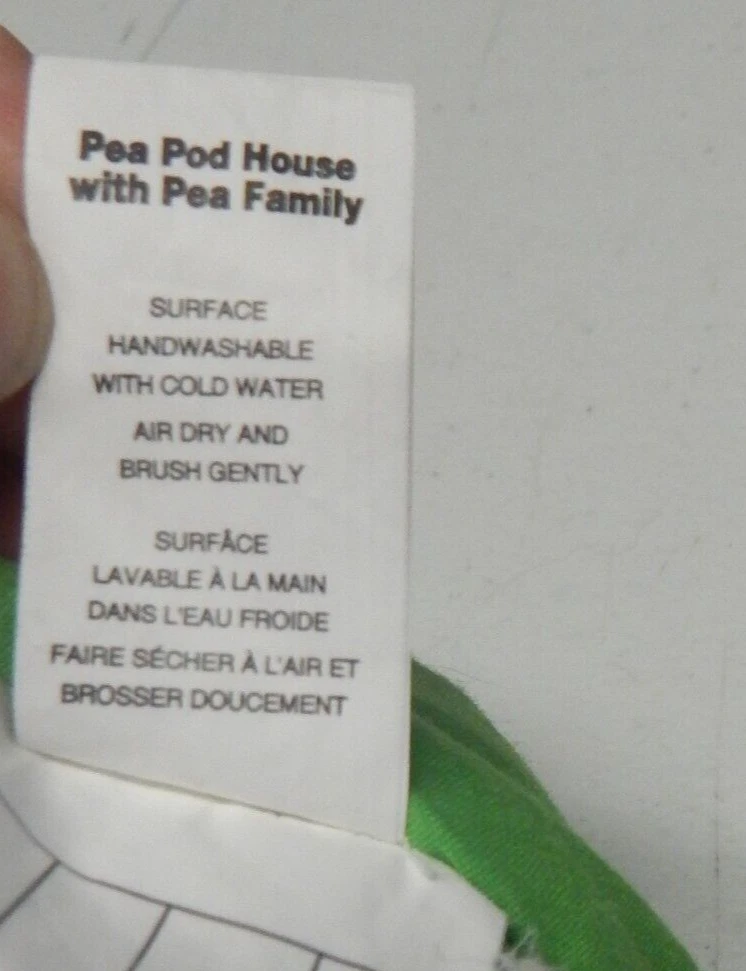 Pea Pod House
with Pea Family
SURFACE
HANDWASHABLE
WITH COLD WATER
AIR DRY AND
BRUSH GENTLY
SURFÂCE
LAVABLE À LA MAIN
DANS L'EAU FROIDE
FAIRE SÉCHER À L'AIR ET
BROSSER DOUCEMENT